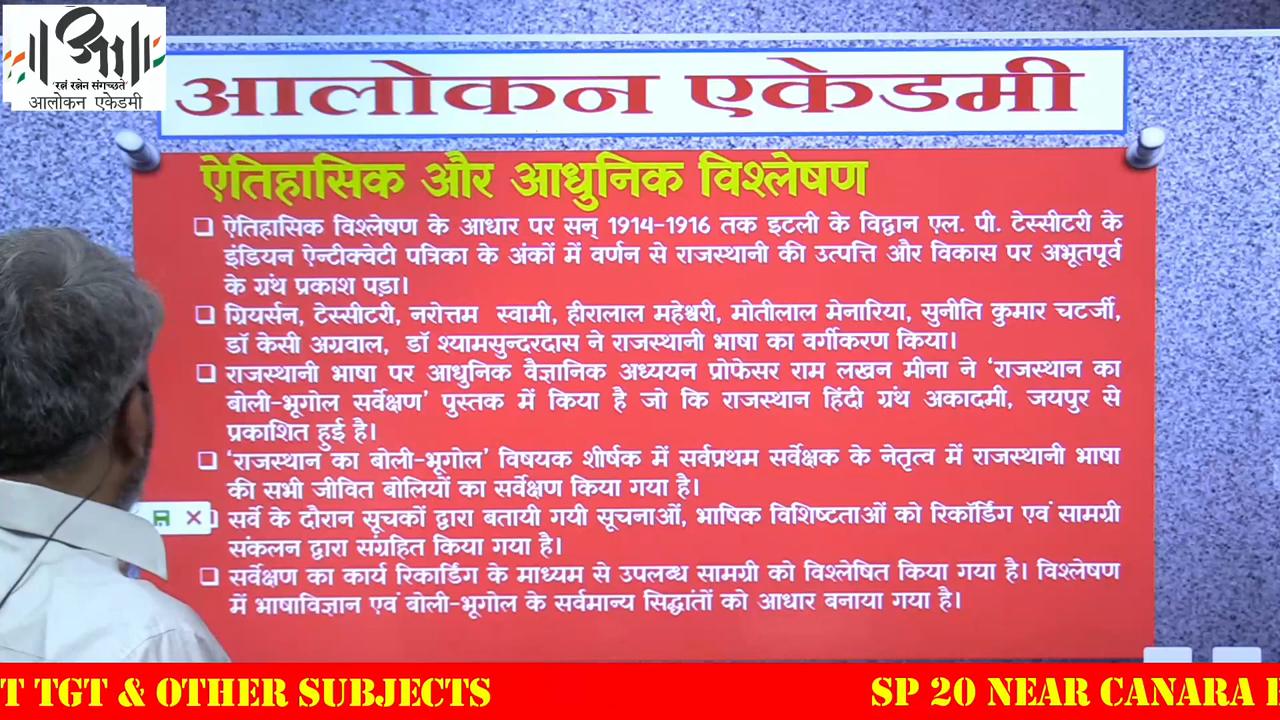 आ
रत्नं रत्नेन संगच्छते
आलोकन एकेडमी
आलोकन एकेडमी
ऐतिहासिक और आधुनिक विश्लेषण
❑ ऐतिहासिक विश्लेषण के आधार पर सन् 1914-1916 तक इटली के विद्वान एल. पी. टेस्सीटरी के
इंडियन ऐन्टीक्वेटी पत्रिका के अंकों में वर्णन से राजस्थानी की उत्पत्ति और विकास पर अभूतपूर्व
के ग्रंथ प्रकाश पड़ा।
❑ ग्रियर्सन, टेस्सीटरी, नरोत्तम स्वामी, हीरालाल महेश्वरी, मोतीलाल मेनारिया, सुनीति कुमार चटर्जी,
डॉ केसी अग्रवाल, डॉ श्यामसुन्दरदास ने राजस्थानी भाषा का वर्गीकरण किया।
❑ राजस्थानी भाषा पर आधुनिक वैज्ञानिक अध्ययन प्रोफेसर राम लखन मीना ने ‘राजस्थान का
बोली-भूगोल सर्वेक्षण’ पुस्तक में किया है जो कि राजस्थान हिंदी ग्रंथ अकादमी, जयपुर से
प्रकाशित हुई है।
❑ ‘राजस्थान का बोली-भूगोल’ विषयक शीर्षक में सर्वप्रथम सर्वेक्षक के नेतृत्व में राजस्थानी भाषा
की सभी जीवित बोलियों का सर्वेक्षण किया गया है।
❑ सर्वे के दौरान सूचकों द्वारा बतायी गयी सूचनाओं, भाषिक विशिष्टताओं को रिकॉर्डिंग एवं सामग्री
संकलन द्वारा संग्रहित किया गया है।
❑ सर्वेक्षण का कार्य रिकार्डिंग के माध्यम से उपलब्ध सामग्री को विश्लेषित किया गया है। विश्लेषण
में भाषाविज्ञान एवं बोली-भूगोल के सर्वमान्य सिद्धांतों को आधार बनाया गया है।
T TGT & OTHER SUBJECTS SP 20 NEAR CANARA